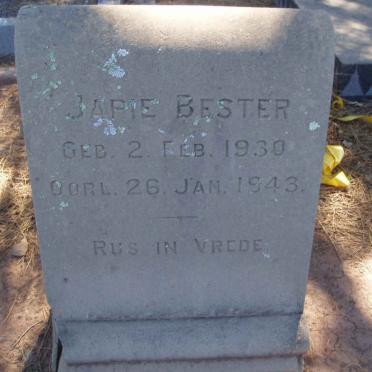 JAPIE BESTER
GEB. 2. FEB. 1930
OORL. 26. JAN. 1943.
RUS IN VREDE